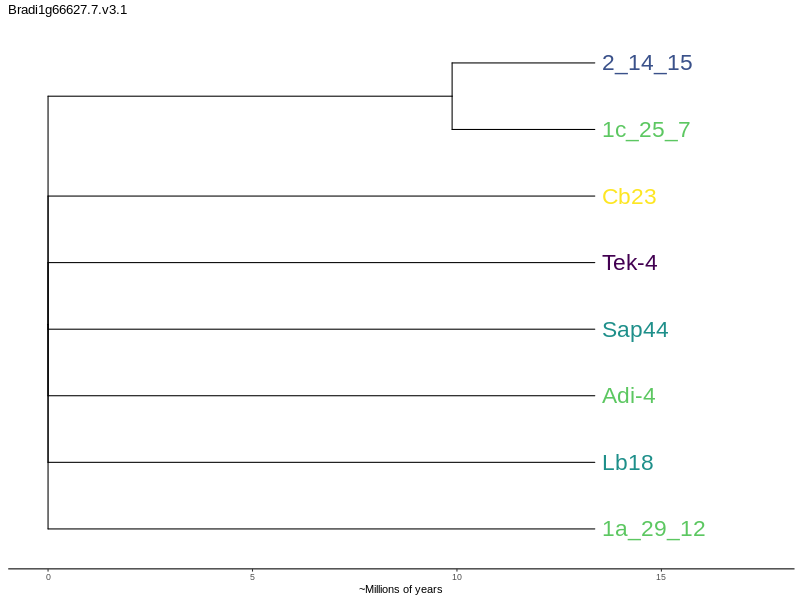 Bradi1g66627.7.v3.1
2_14_15
1c_25_7
Cb23
Tek-4
Sap44
Adi-4
Lb18
1a_29_12
0 5 10 15
~Millions of years